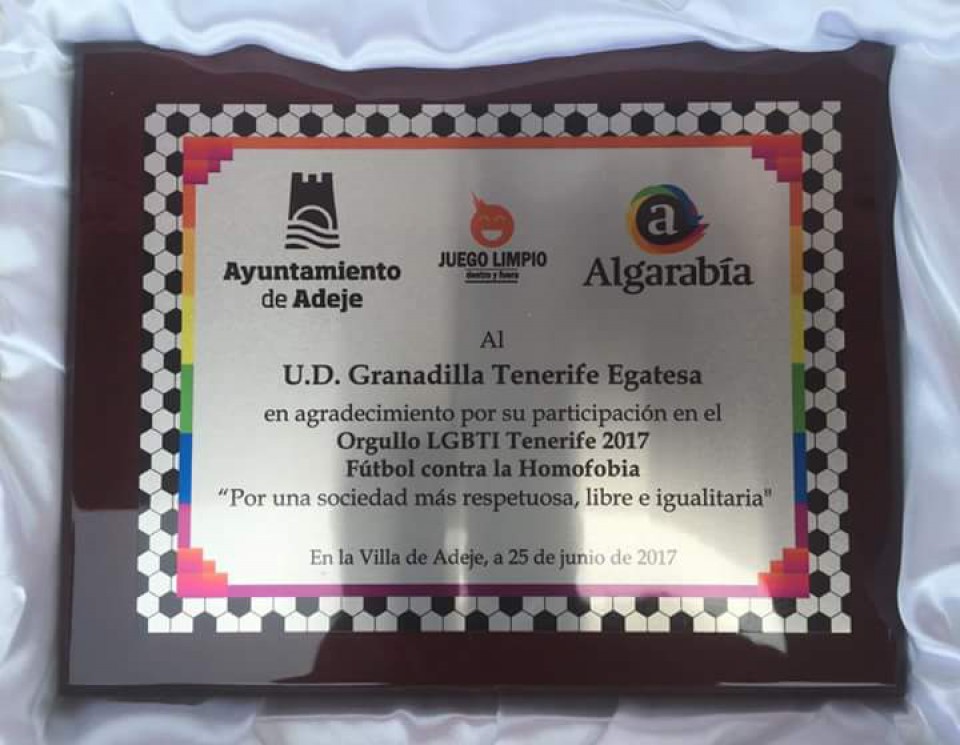 Ayuntamiento
de Adeje
JUEGO LIMPIO
dentro y fuera
a
Algarabía
Al
U.D. Granadilla Tenerife Egatesa
en agradecimiento por su participación en el
Orgullo LGBTI Tenerife 2017
Fútbol contra la Homofobia
“Por una sociedad más respetuosa, libre e igualitaria"
En la Villa de Adeje, a 25 de junio de 2017